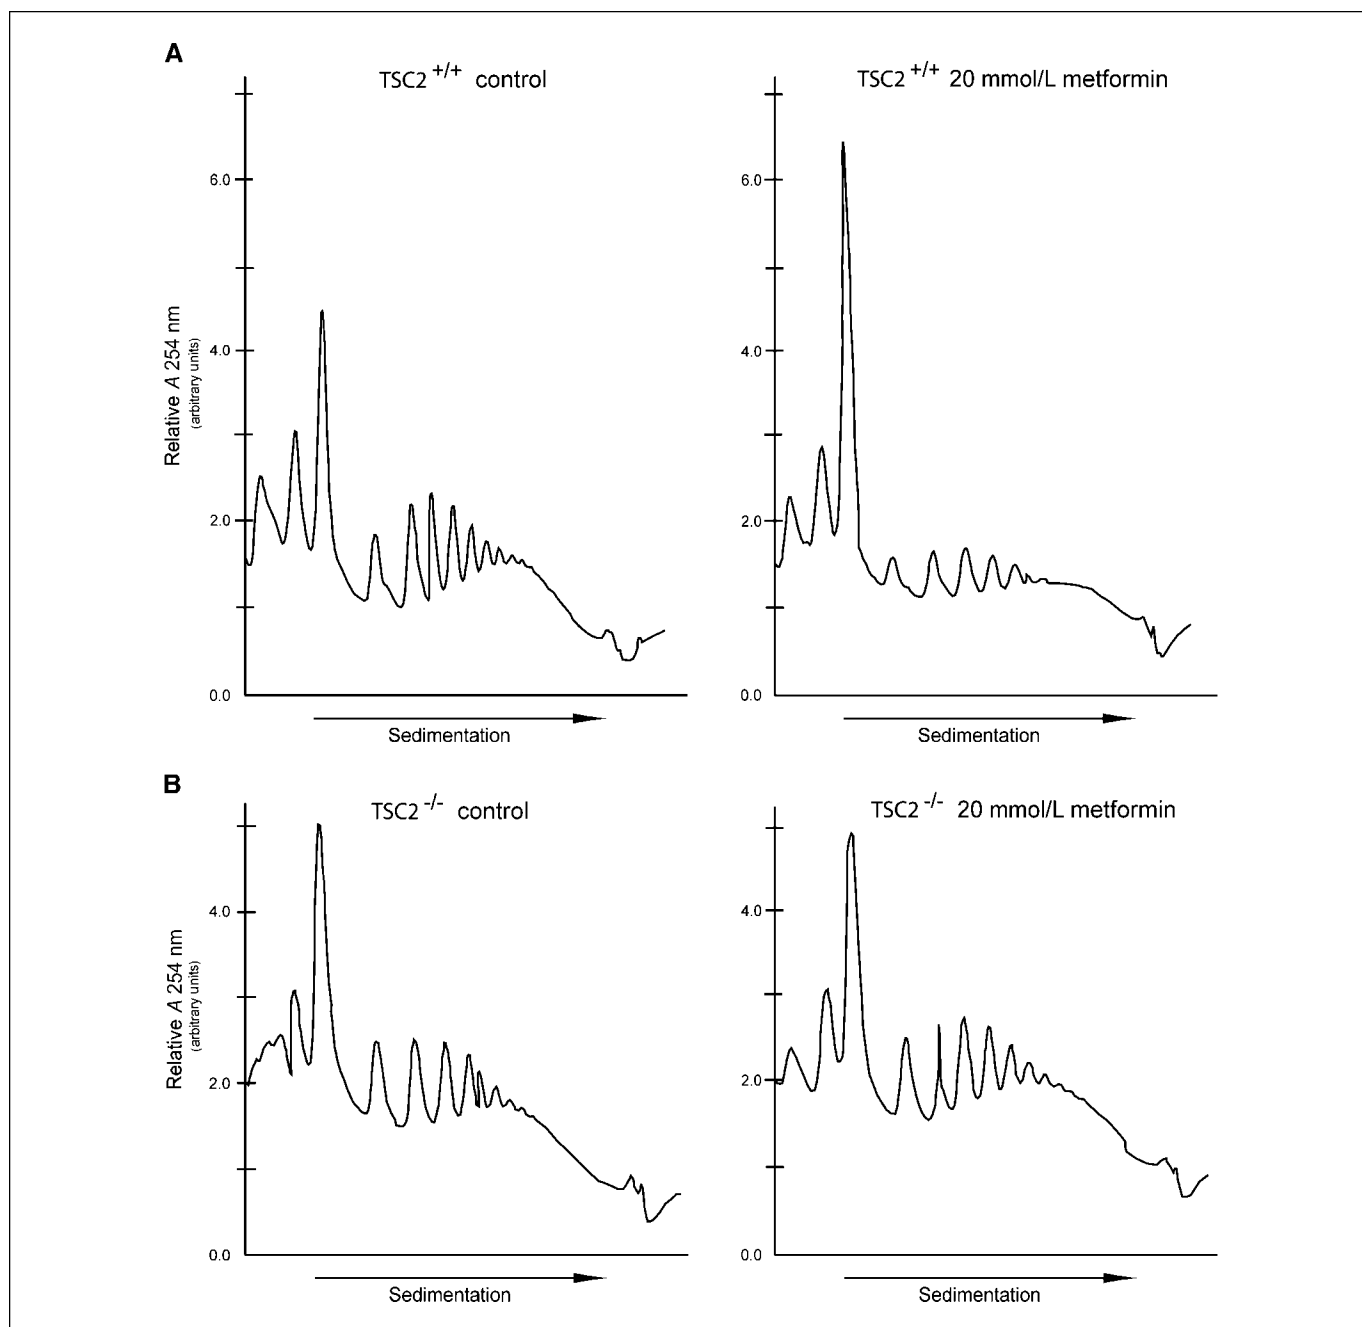 A
TSC2 +/+ control
TSC2 +/+ 20 mmol/L metformin
6.0
4.0
2.0
0.0
Relative A 254 nm
(arbitrary units)
Sedimentation
6.0
4.0
2.0
0.0
Sedimentation
B
TSC2 -/- control
TSC2 -/- 20 mmol/L metformin
4.0
2.0
0.0
Relative A 254 nm
(arbitrary units)
Sedimentation
4.0
2.0
0.0
Sedimentation